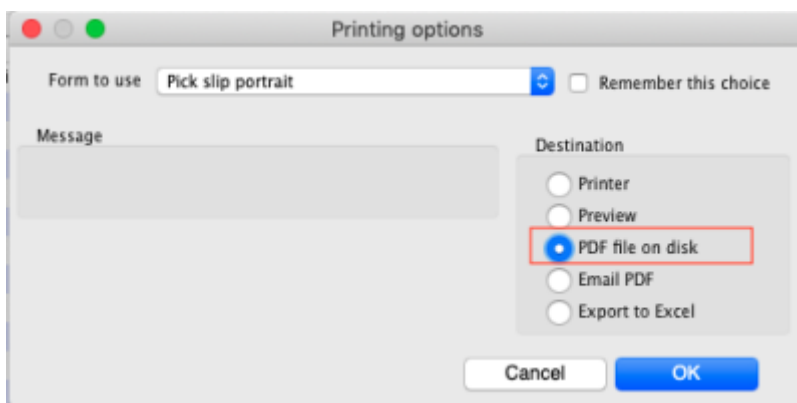 Printing options
Form to use Pick slip portrait Remember this choice
Message
Destination
Printer
Preview
PDF file on disk
Email PDF
Export to Excel
Cancel OK